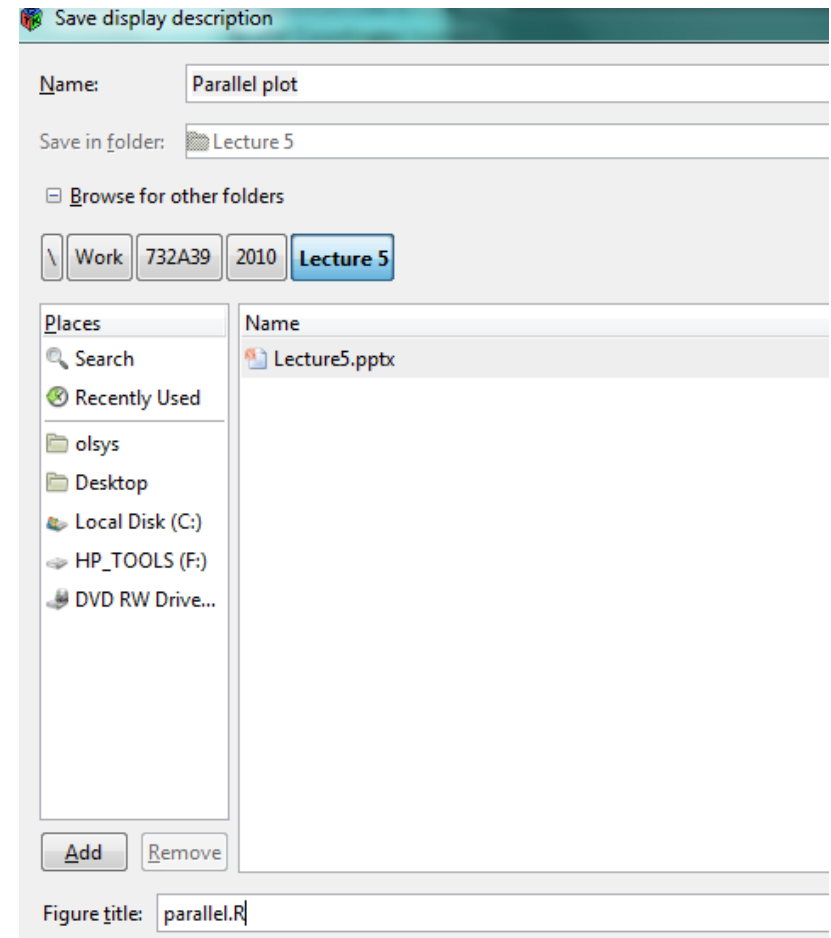 Save display description
Name: Parallel plot
Save in folder: Lecture 5
Browse for other folders
\ Work 732A39 2010 Lecture 5
Places
Search
Recently Used
olsys
Desktop
Local Disk (C:)
HP_TOOLS (F:)
DVD RW Drive...
Name
Lecture5.pptx
Add Remove
Figure title: parallel.R